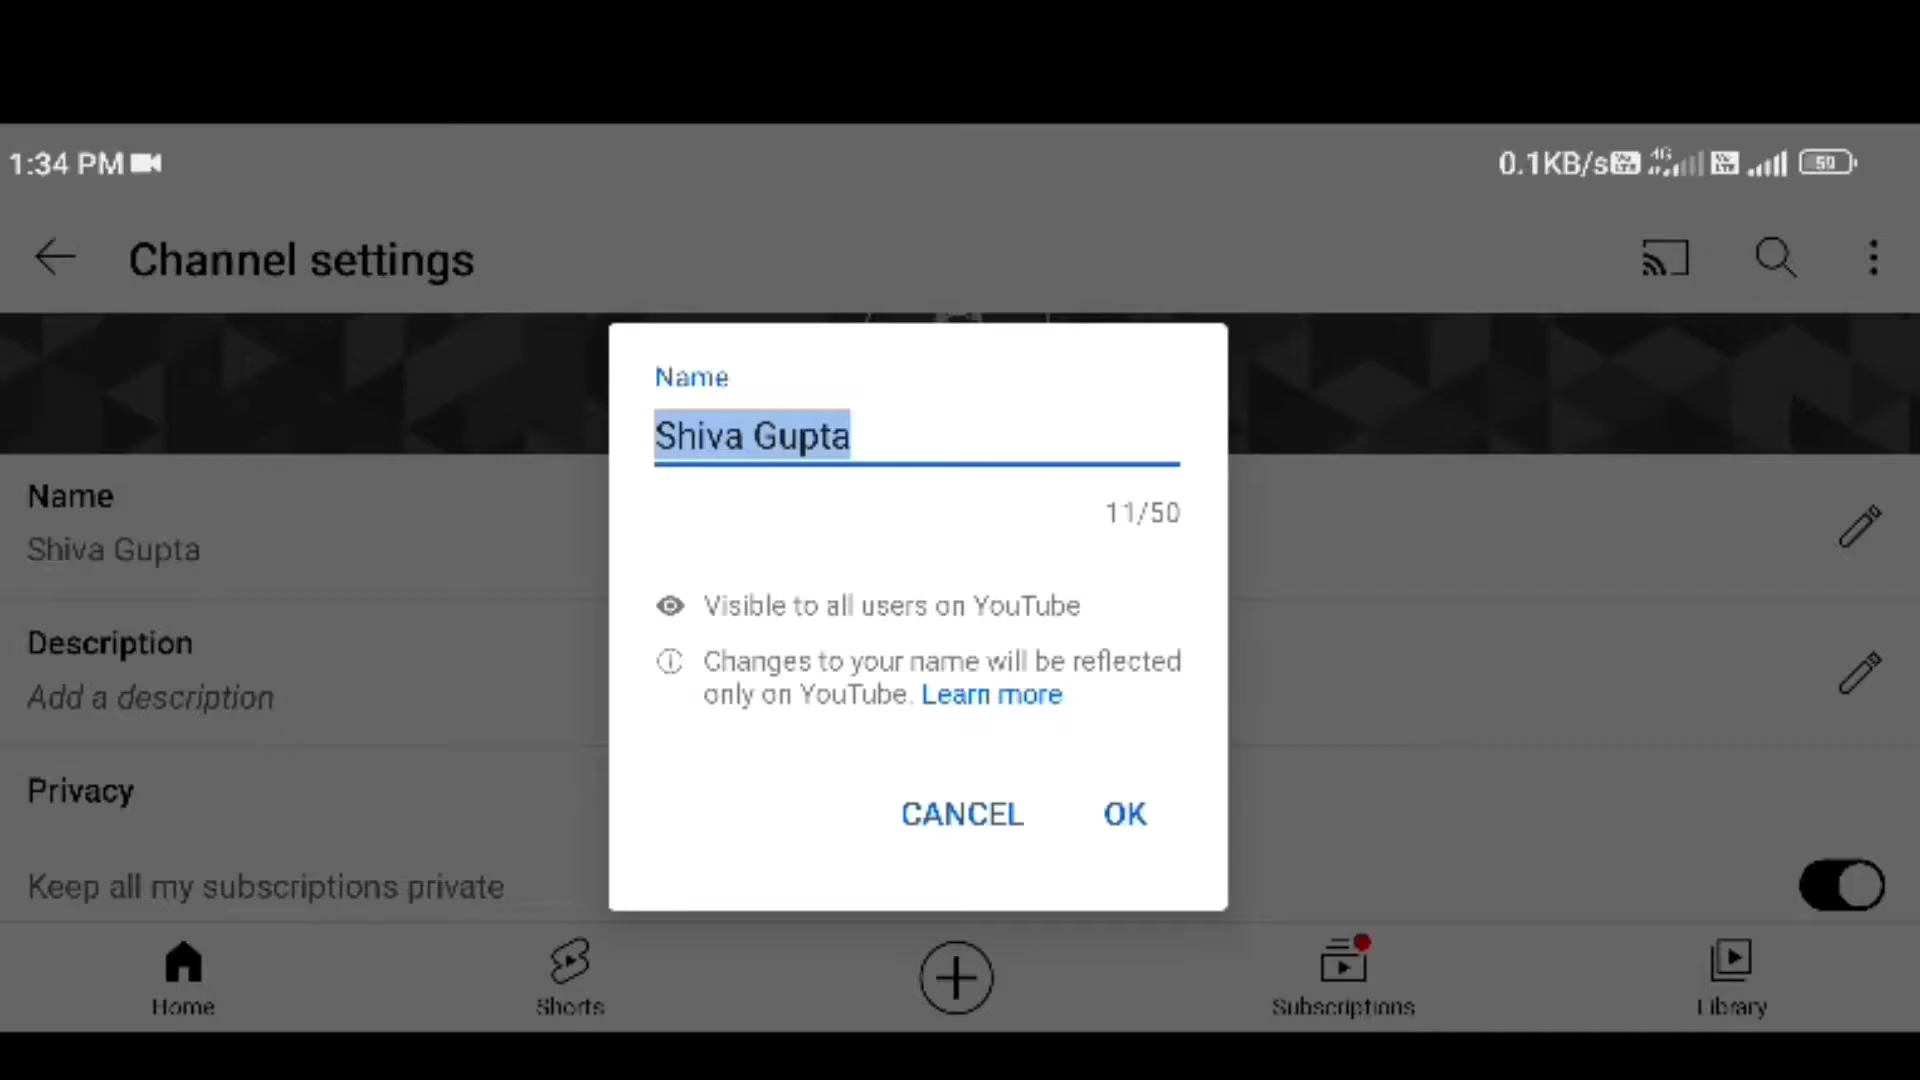 1:34 PM
0.1KB/s 4G 59
Channel settings
Name
Shiva Gupta
11/50
Visible to all users on YouTube
Changes to your name will be reflected
only on YouTube. Learn more
CANCEL OK
Name
Shiva Gupta
Description
Add a description
Privacy
Keep all my subscriptions private
Home
Shorts
Subscriptions
Library